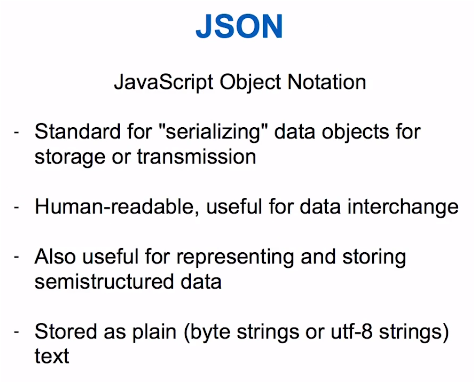 JSON
JavaScript Object Notation
- Standard for "serializing" data objects for
storage or transmission
- Human-readable, useful for data interchange
- Also useful for representing and storing
semistructured data
- Stored as plain (byte strings or utf-8 strings)
text